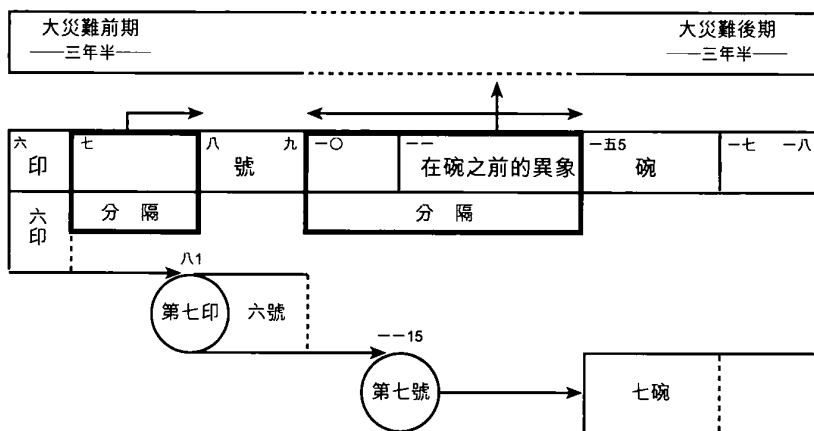 大災難前期
三年半
大災難後期
三年半
六 七 八 九 一〇 一一 一五5 一七 一八
印 號 在碗之前的異象 碗
六印
分隔 分隔
八1
第七印 六號
一一15
第七號 七碗